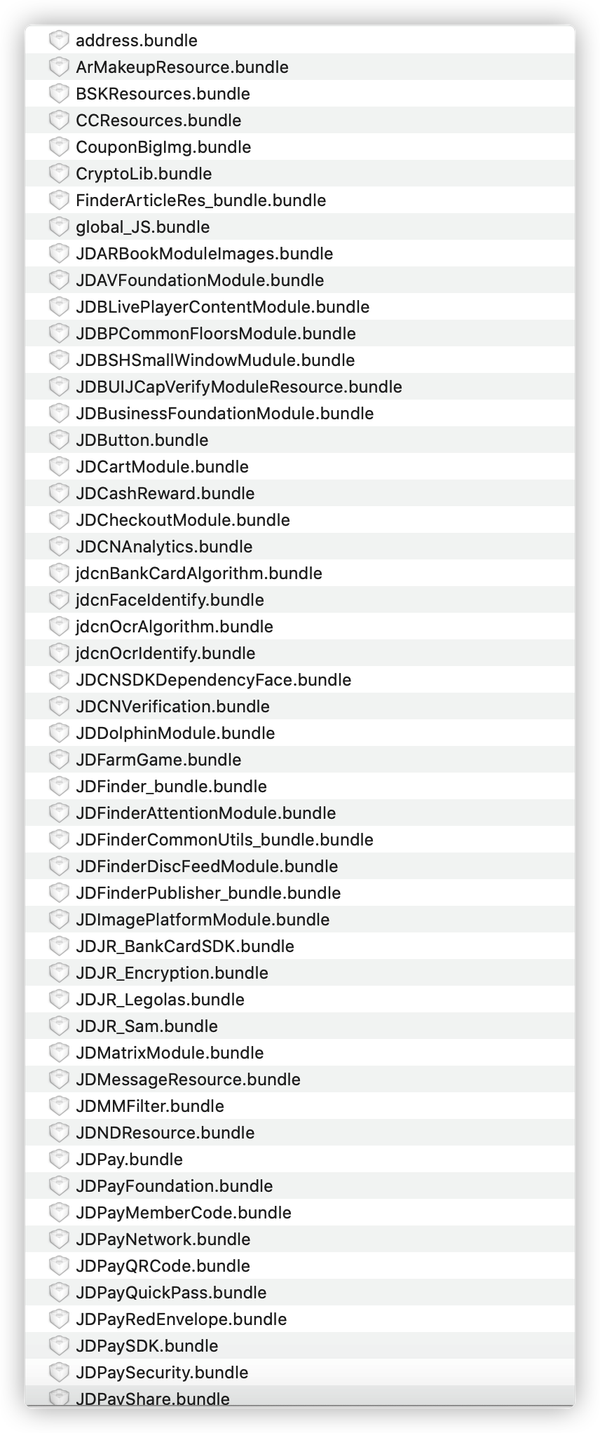 address.bundle
ArMakeupResource.bundle
BSKResources.bundle
CCResources.bundle
CouponBigImg.bundle
CryptoLib.bundle
FinderArticleRes_bundle.bundle
global_JS.bundle
JDARBookModuleImages.bundle
JDAVFoundationModule.bundle
JDBLivePlayerContentModule.bundle
JDBPCommonFloorsModule.bundle
JDBSHSmallWindowMudule.bundle
JDBUIJCapVerifyModuleResource.bundle
JDBusinessFoundationModule.bundle
JDButton.bundle
JDCartModule.bundle
JDCashReward.bundle
JDCheckoutModule.bundle
JDCNAnalytics.bundle
jdcnBankCardAlgorithm.bundle
jdcnFaceIdentify.bundle
jdcnOcrAlgorithm.bundle
jdcnOcrIdentify.bundle
JDCNSDKDependencyFace.bundle
JDCNVerification.bundle
JDDolphinModule.bundle
JDFarmGame.bundle
JDFinder_bundle.bundle
JDFinderAttentionModule.bundle
JDFinderCommonUtils_bundle.bundle
JDFinderDiscFeedModule.bundle
JDFinderPublisher_bundle.bundle
JDImagePlatformModule.bundle
JDJR_BankCardSDK.bundle
JDJR_Encryption.bundle
JDJR_Legolas.bundle
JDJR_Sam.bundle
JDMatrixModule.bundle
JDMessageResource.bundle
JDMMFilter.bundle
JDNDResource.bundle
JDPay.bundle
JDPayFoundation.bundle
JDPayMemberCode.bundle
JDPayNetwork.bundle
JDPayQRCode.bundle
JDPayQuickPass.bundle
JDPayRedEnvelope.bundle
JDPaySDK.bundle
JDPaySecurity.bundle
JDPayShare.bundle